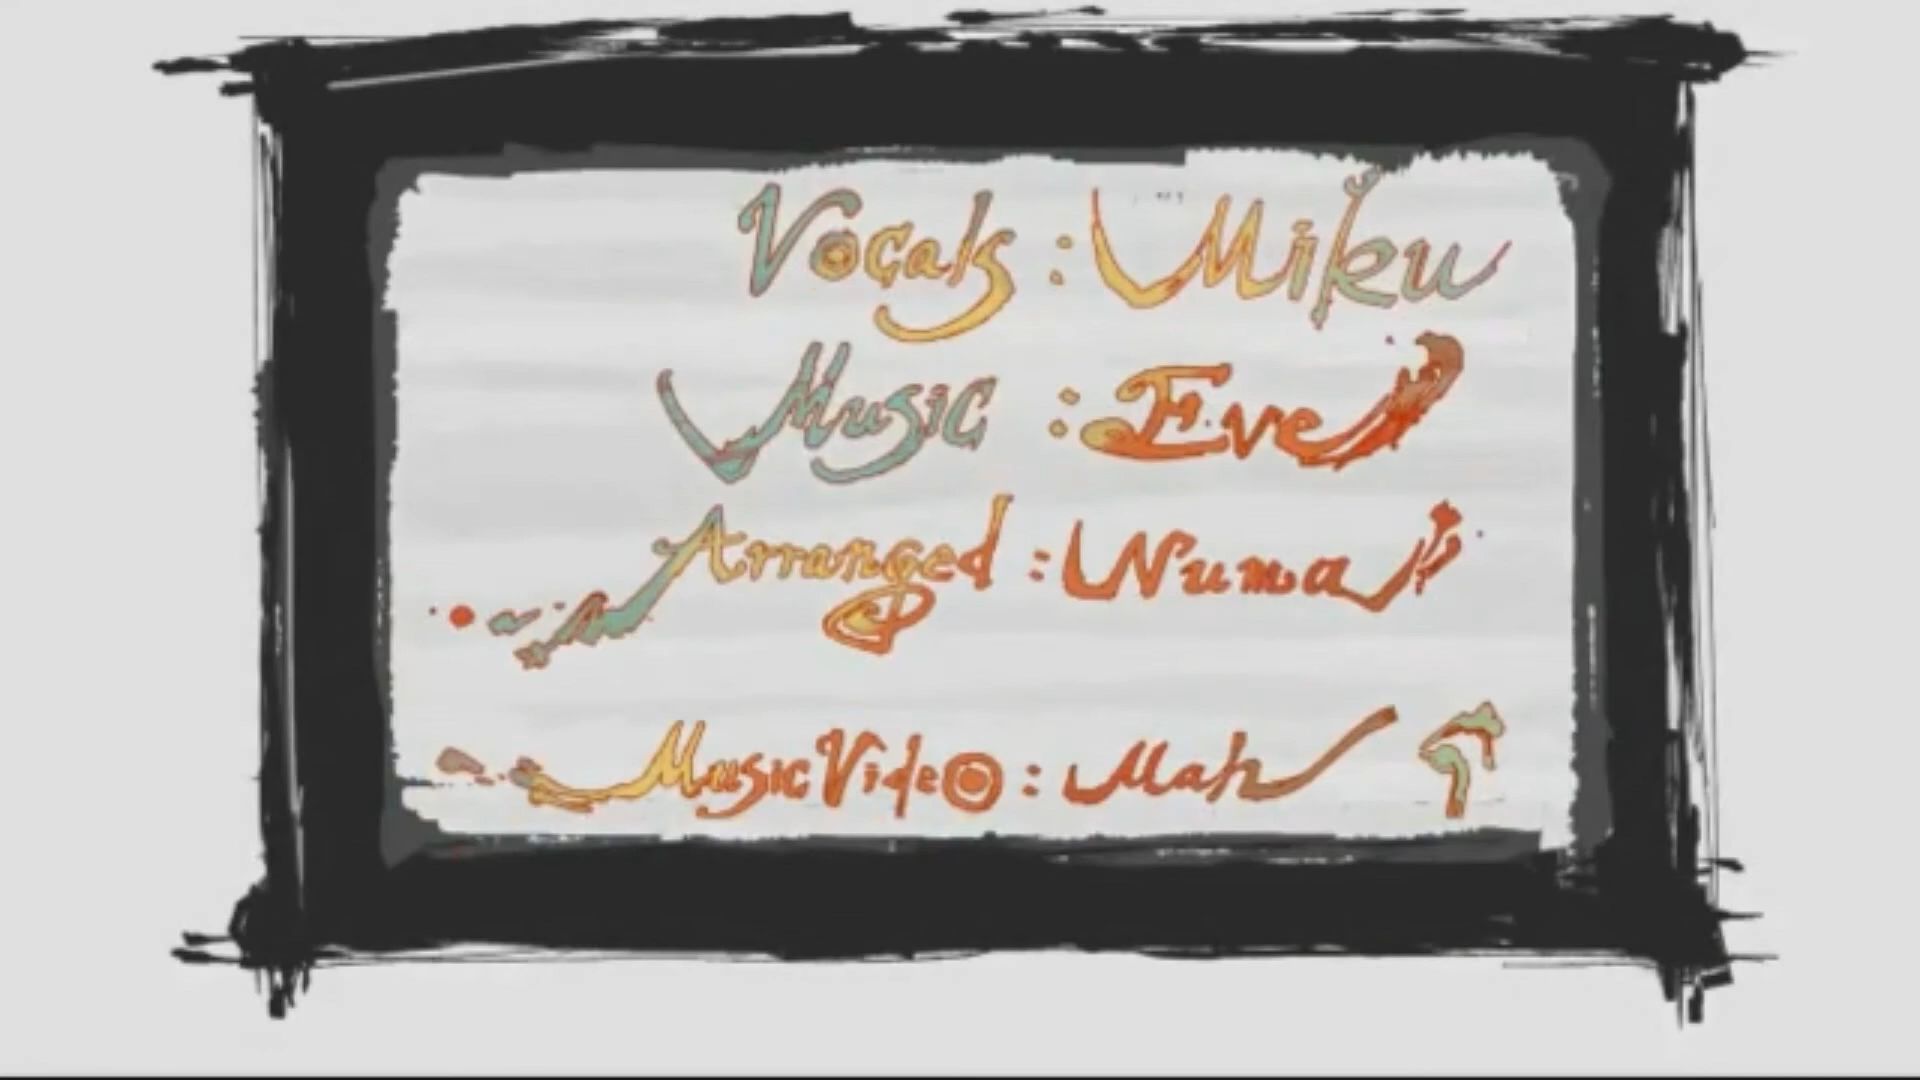 Vocals : Miku
Music : Eve
Arranged : Numa
Music Video : Mah